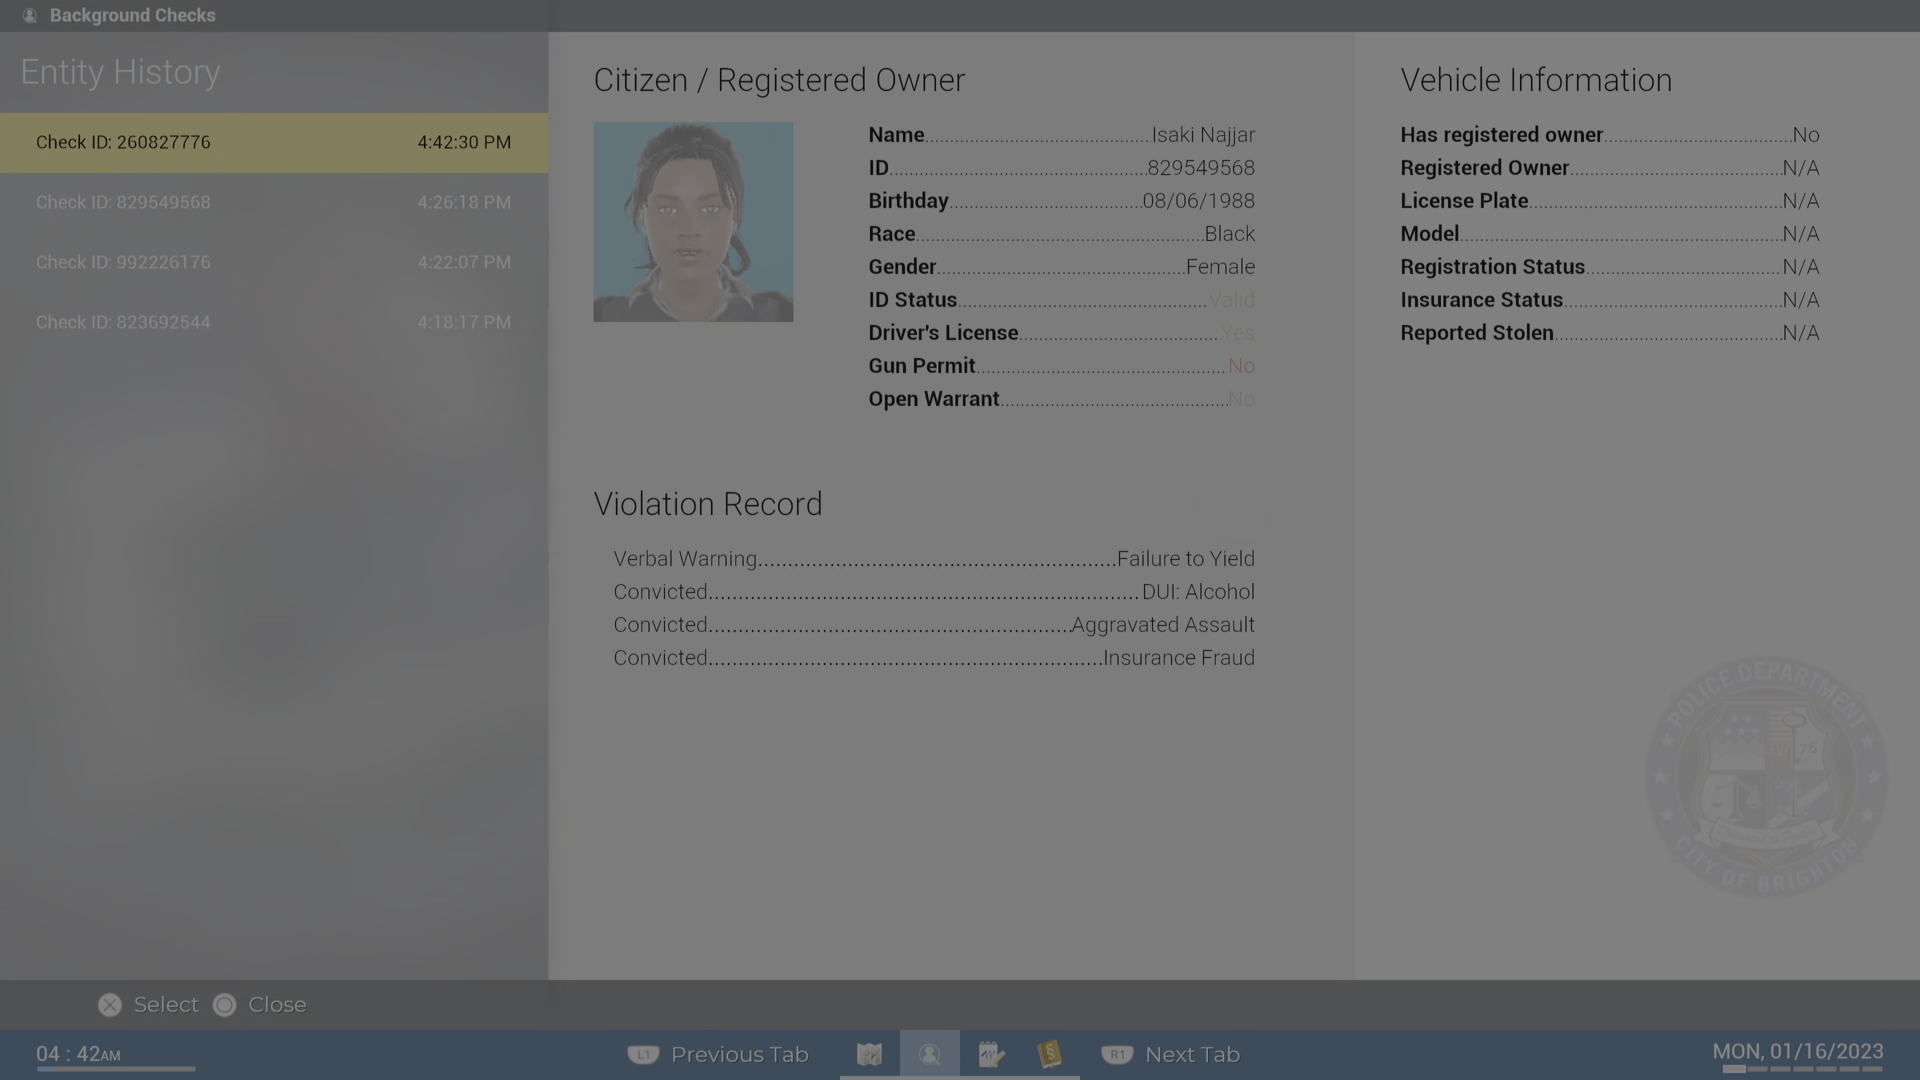 Background Checks
Entity History
Check ID: 260827776 4:42:30 PM
Check ID: 829549568 4:26:18 PM
Check ID: 992226176 4:22:07 PM
Check ID: 823692544 4:18:17 PM
Citizen / Registered Owner
Name Isaki Najjar
ID 829549568
Birthday 08/06/1988
Race Black
Gender Female
ID Status Valid
Driver's License Yes
Gun Permit No
Open Warrant No
Violation Record
Verbal Warning Failure to Yield
Convicted DUI: Alcohol
Convicted Aggravated Assault
Convicted Insurance Fraud
Vehicle Information
Has registered owner No
Registered Owner N/A
License Plate N/A
Model N/A
Registration Status N/A
Insurance Status N/A
Reported Stolen N/A
POLICE DEPARTMENT
CITY OF BRIGHTON
Select Close
04 : 42AM
L1 Previous Tab
R1 Next Tab
MON, 01/16/2023